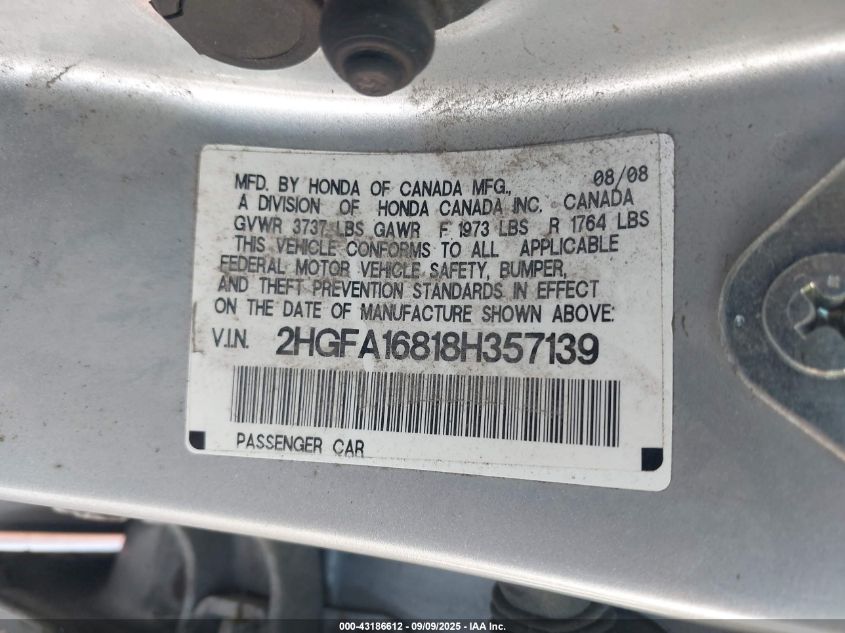 MFD. BY HONDA OF CANADA MFG., 08/08
A DIVISION OF HONDA CANADA INC. CANADA
GVWR 3737 LBS GAWR F 1973 LBS R 1764 LBS
THIS VEHICLE CONFORMS TO ALL APPLICABLE
FEDERAL MOTOR VEHICLE SAFETY, BUMPER,
AND THEFT PREVENTION STANDARDS IN EFFECT
ON THE DATE OF MANUFACTURE SHOWN ABOVE:
V.I.N. 2HGFA16818H357139
PASSENGER CAR
000-43186612 - 09/09/2025 - IAA Inc.